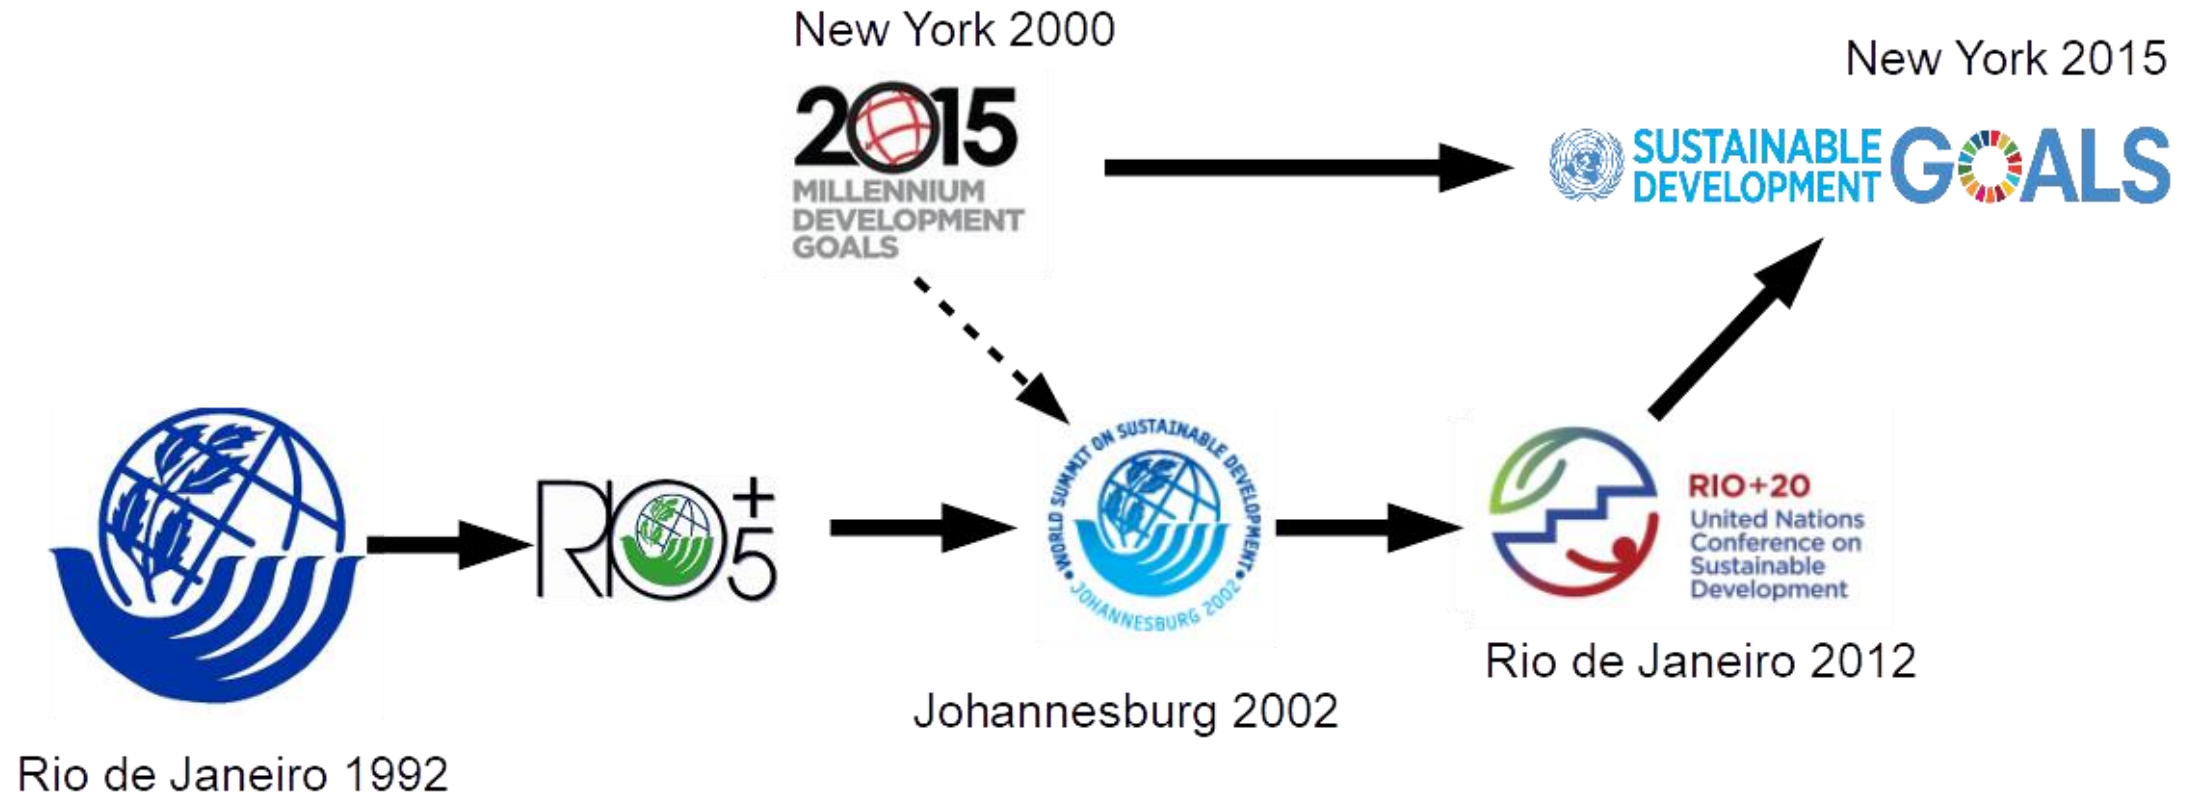 New York 2000
2015
MILLENNIUM
DEVELOPMENT
GOALS
New York 2015
SUSTAINABLE
DEVELOPMENT
GOALS
Rio de Janeiro 1992
RIO+5
WORLD SUMMIT ON SUSTAINABLE DEVELOPMENT
JOHANNESBURG 2002
Johannesburg 2002
RIO+20
United Nations
Conference on
Sustainable
Development
Rio de Janeiro 2012